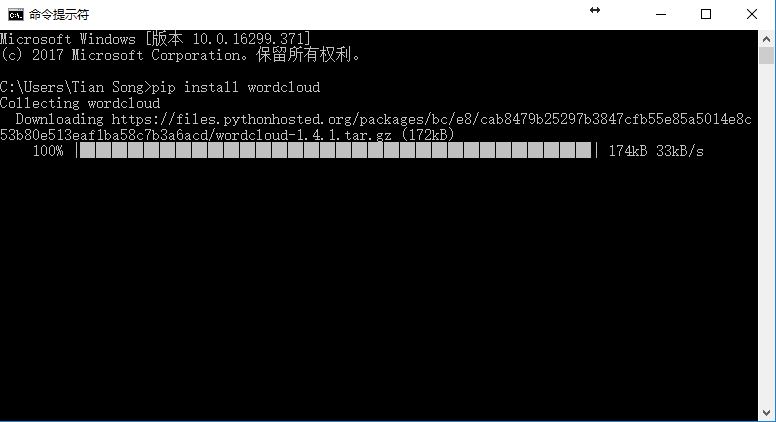 命令提示符
Microsoft Windows [版本 10.0.16299.371]
(c) 2017 Microsoft Corporation。保留所有权利。
C:\Users\Tian Song>pip install wordcloud
Collecting wordcloud
Downloading https://files.pythonhosted.org/packages/bc/e8/cab8479b25297b3847cfb55e85a5014e8c
53b80e513eaf1ba58c7b3a6acd/wordcloud-1.4.1.tar.gz (172kB)
100% |████████████████████████████████| 174kB 33kB/s